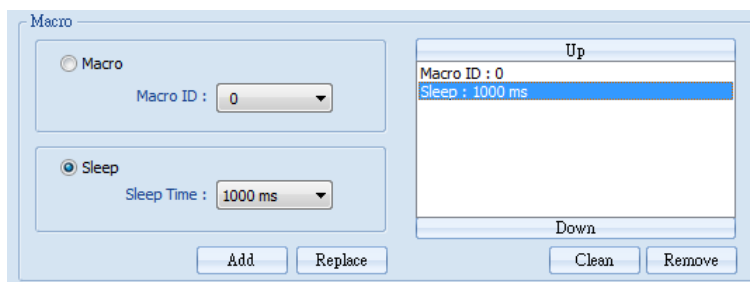 Macro
Macro
Macro ID : 0
Sleep
Sleep Time : 1000 ms
Add Replace
Up
Macro ID : 0
Sleep : 1000 ms
Down
Clean Remove